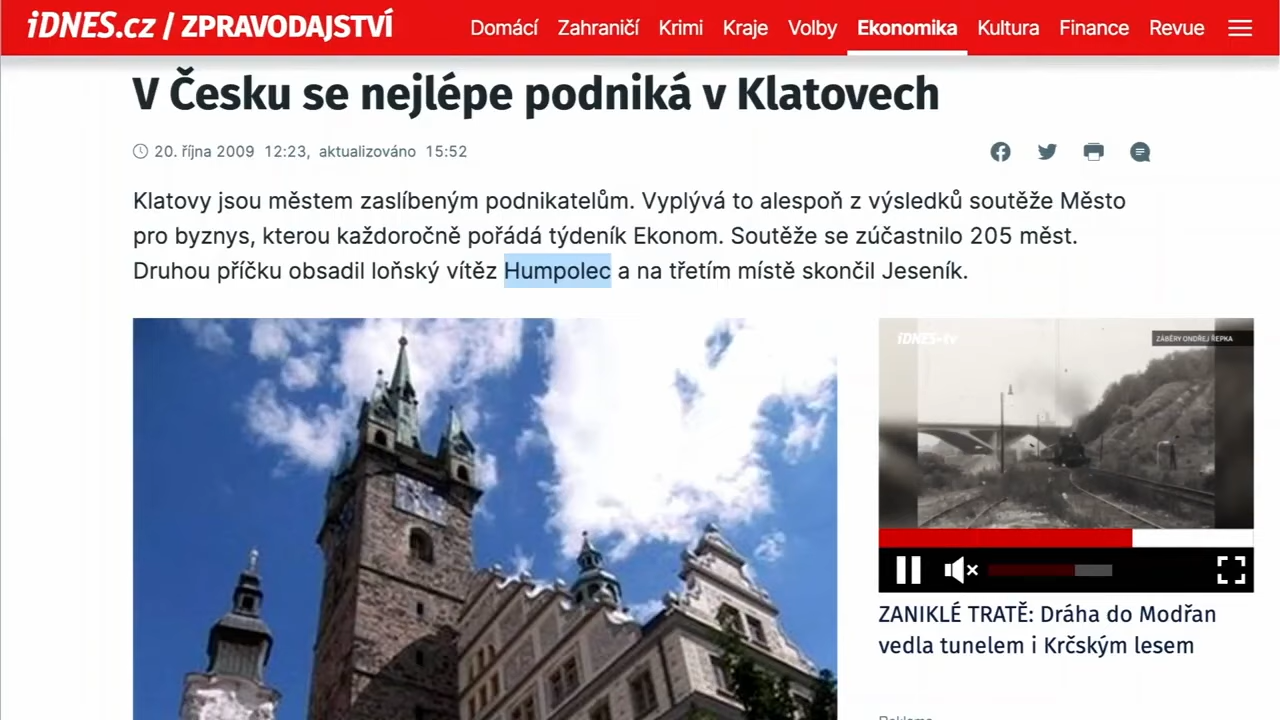 iDNES.cz / ZPRAVODAJSTVÍ
Domácí Zahraničí Krimi Kraje Volby Ekonomika Kultura Finance Revue
V Česku se nejlépe podniká v Klatovech
20. října 2009 12:23, aktualizováno 15:52
Klatovy jsou městem zaslíbeným podnikatelům. Vyplývá to alespoň z výsledků soutěže Město
pro byznys, kterou každoročně pořádá týdeník Ekonom. Soutěže se zúčastnilo 205 měst.
Druhou příčku obsadil loňský vítěz Humpolec a na třetím místě skončil Jeseník.
iDNES-tv
ZÁBĚRY ONDŘEJ ŘEPKA
ZANIKLÉ TRATĚ: Dráha do Modřan
vedla tunelem i Krčským lesem